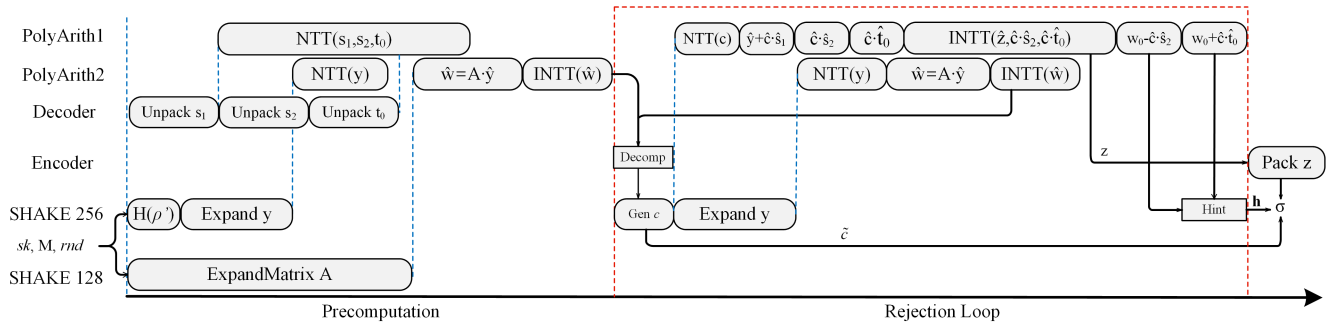 PolyArith1 NTT(s₁,s₂,t₀) NTT(c) ŷ+ĉ·ŝ₁ ĉ·ŝ₂ ĉ·t̂₀ INTT(ẑ,ĉ·ŝ₂,ĉ·t̂₀) w₀-ĉ·ŝ₂ w₀+ĉ·t̂₀
PolyArith2 NTT(y) ŵ=A·ŷ INTT(ŵ) NTT(y) ŵ=A·ŷ INTT(ŵ)
Decoder Unpack s₁ Unpack s₂ Unpack t₀
Encoder Decomp z Pack z
SHAKE 256 H(ρ’) Expand y Gen c Expand y Hint h σ
sk, M, rnd c̃
SHAKE 128 ExpandMatrix A
Precomputation Rejection Loop